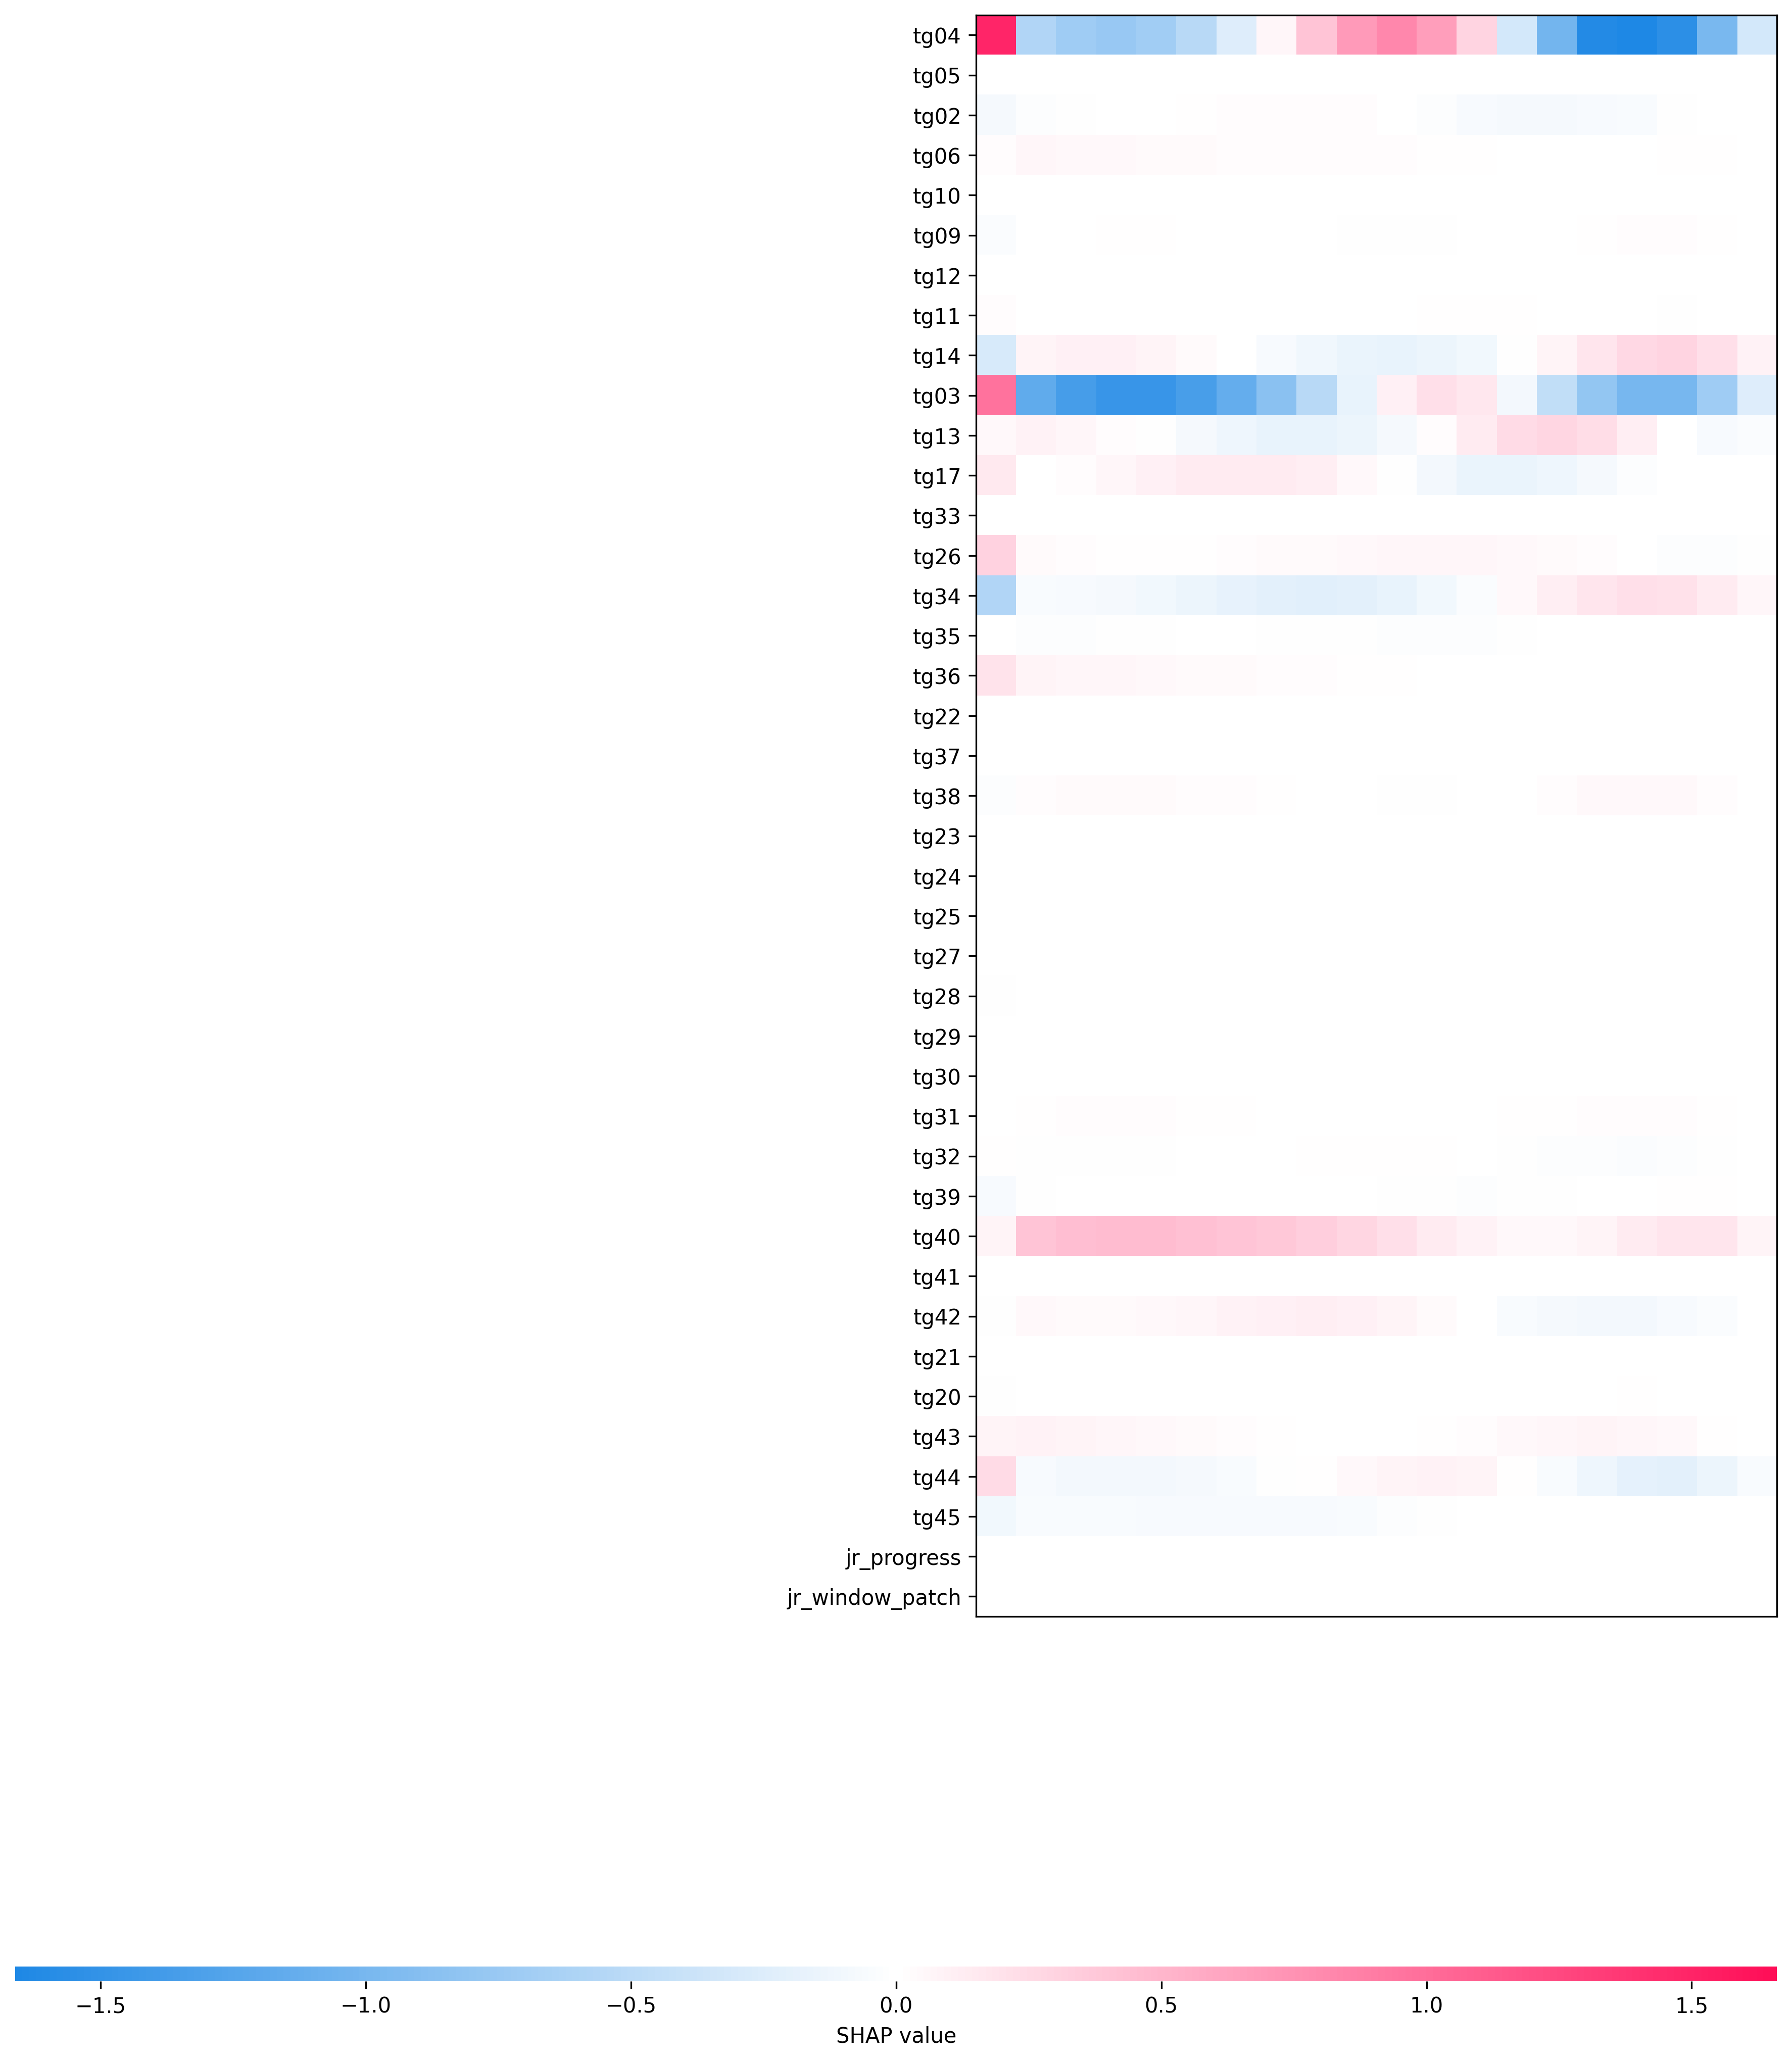 tg04
tg05
tg02
tg06
tg10
tg09
tg12
tg11
tg14
tg03
tg13
tg17
tg33
tg26
tg34
tg35
tg36
tg22
tg37
tg38
tg23
tg24
tg25
tg27
tg28
tg29
tg30
tg31
tg32
tg39
tg40
tg41
tg42
tg21
tg20
tg43
tg44
tg45
jr_progress
jr_window_patch
−1.5 −1.0 −0.5 0.0 0.5 1.0 1.5
SHAP value